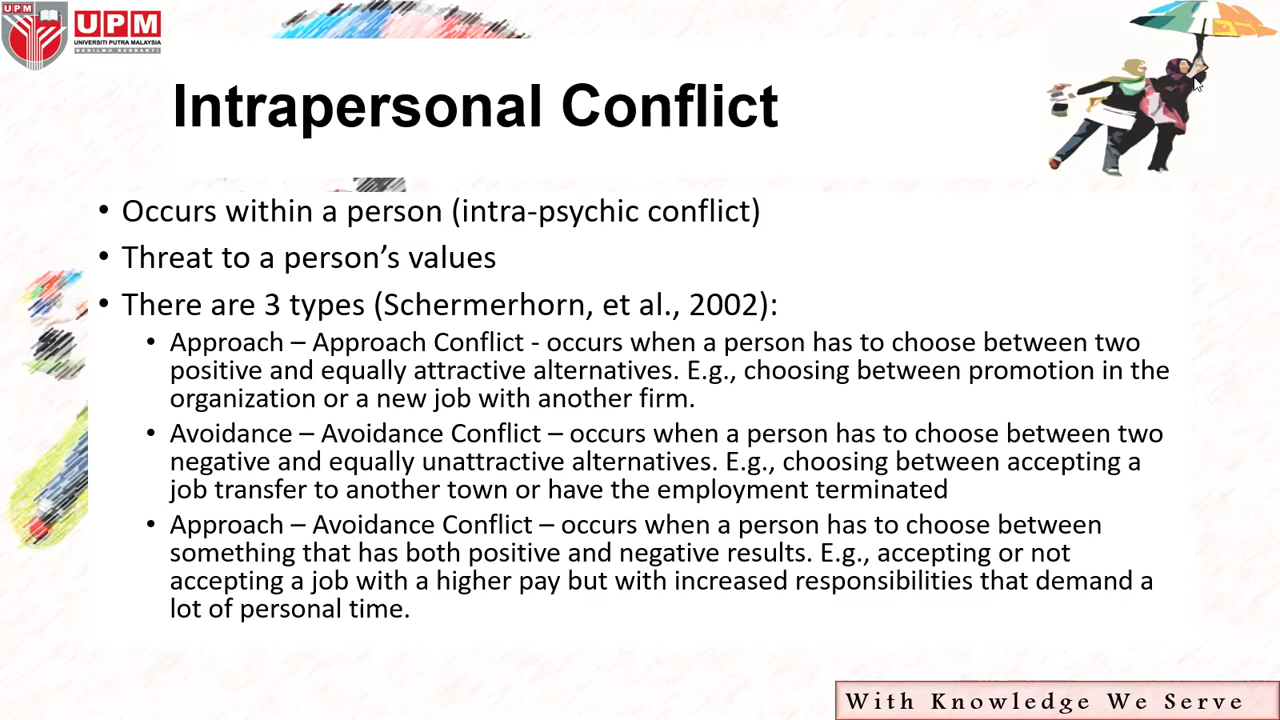 UPM
UPM
UNIVERSITI PUTRA MALAYSIA
BERILMU BERBAKTI
Intrapersonal Conflict
• Occurs within a person (intra-psychic conflict)
• Threat to a person’s values
• There are 3 types (Schermerhorn, et al., 2002):
• Approach – Approach Conflict - occurs when a person has to choose between two
positive and equally attractive alternatives. E.g., choosing between promotion in the
organization or a new job with another firm.
• Avoidance – Avoidance Conflict – occurs when a person has to choose between two
negative and equally unattractive alternatives. E.g., choosing between accepting a
job transfer to another town or have the employment terminated
• Approach – Avoidance Conflict – occurs when a person has to choose between
something that has both positive and negative results. E.g., accepting or not
accepting a job with a higher pay but with increased responsibilities that demand a
lot of personal time.
With Knowledge We Serve